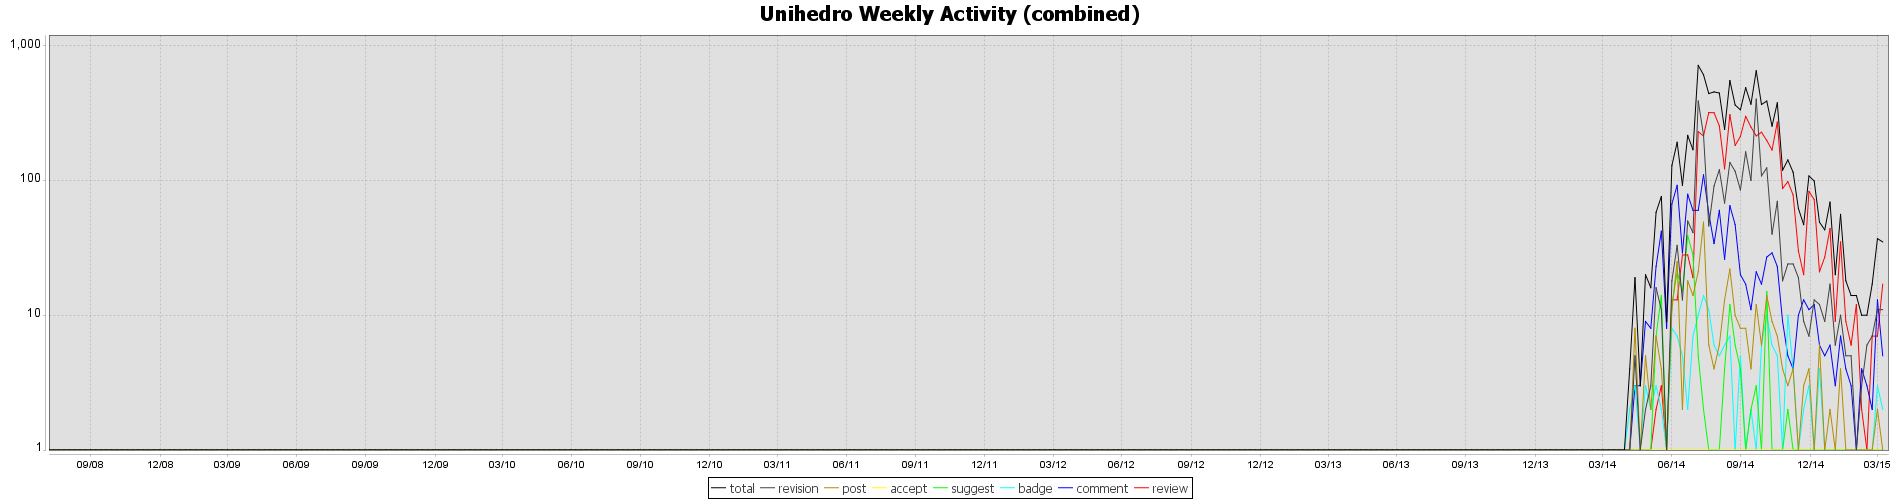 Unihedro Weekly Activity (combined)
1,000
100
10
1
09/08 12/08 03/09 06/09 09/09 12/09 03/10 06/10 09/10 12/10 03/11 06/11 09/11 12/11 03/12 06/12 09/12 12/12 03/13 06/13 09/13 12/13 03/14 06/14 09/14 12/14 03/15
total revision post accept suggest badge comment review